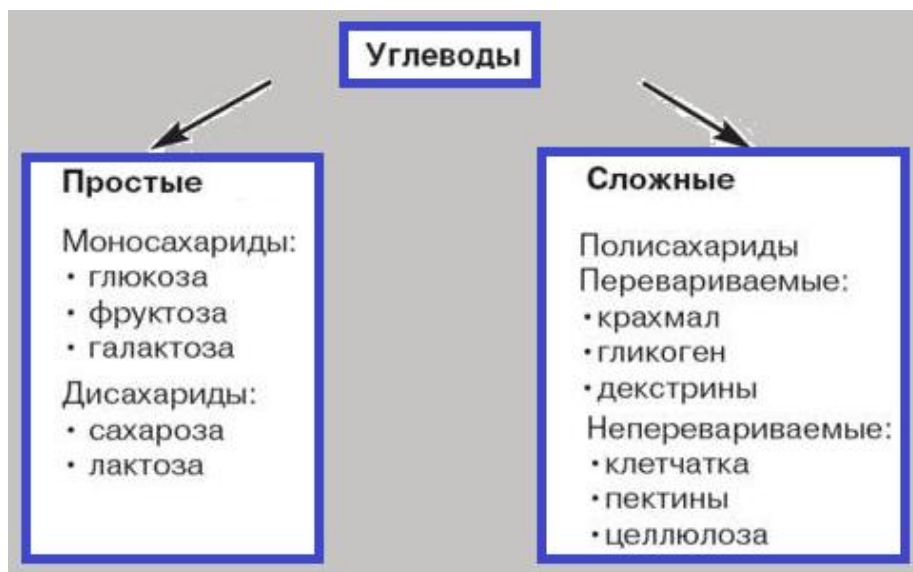 Углеводы
Простые
Моносахариды:
• глюкоза
• фруктоза
• галактоза
Дисахариды:
• сахароза
• лактоза
Сложные
Полисахариды
Перевариваемые:
• крахмал
• гликоген
• декстрины
Неперевариваемые:
• клетчатка
• пектины
• целлюлоза